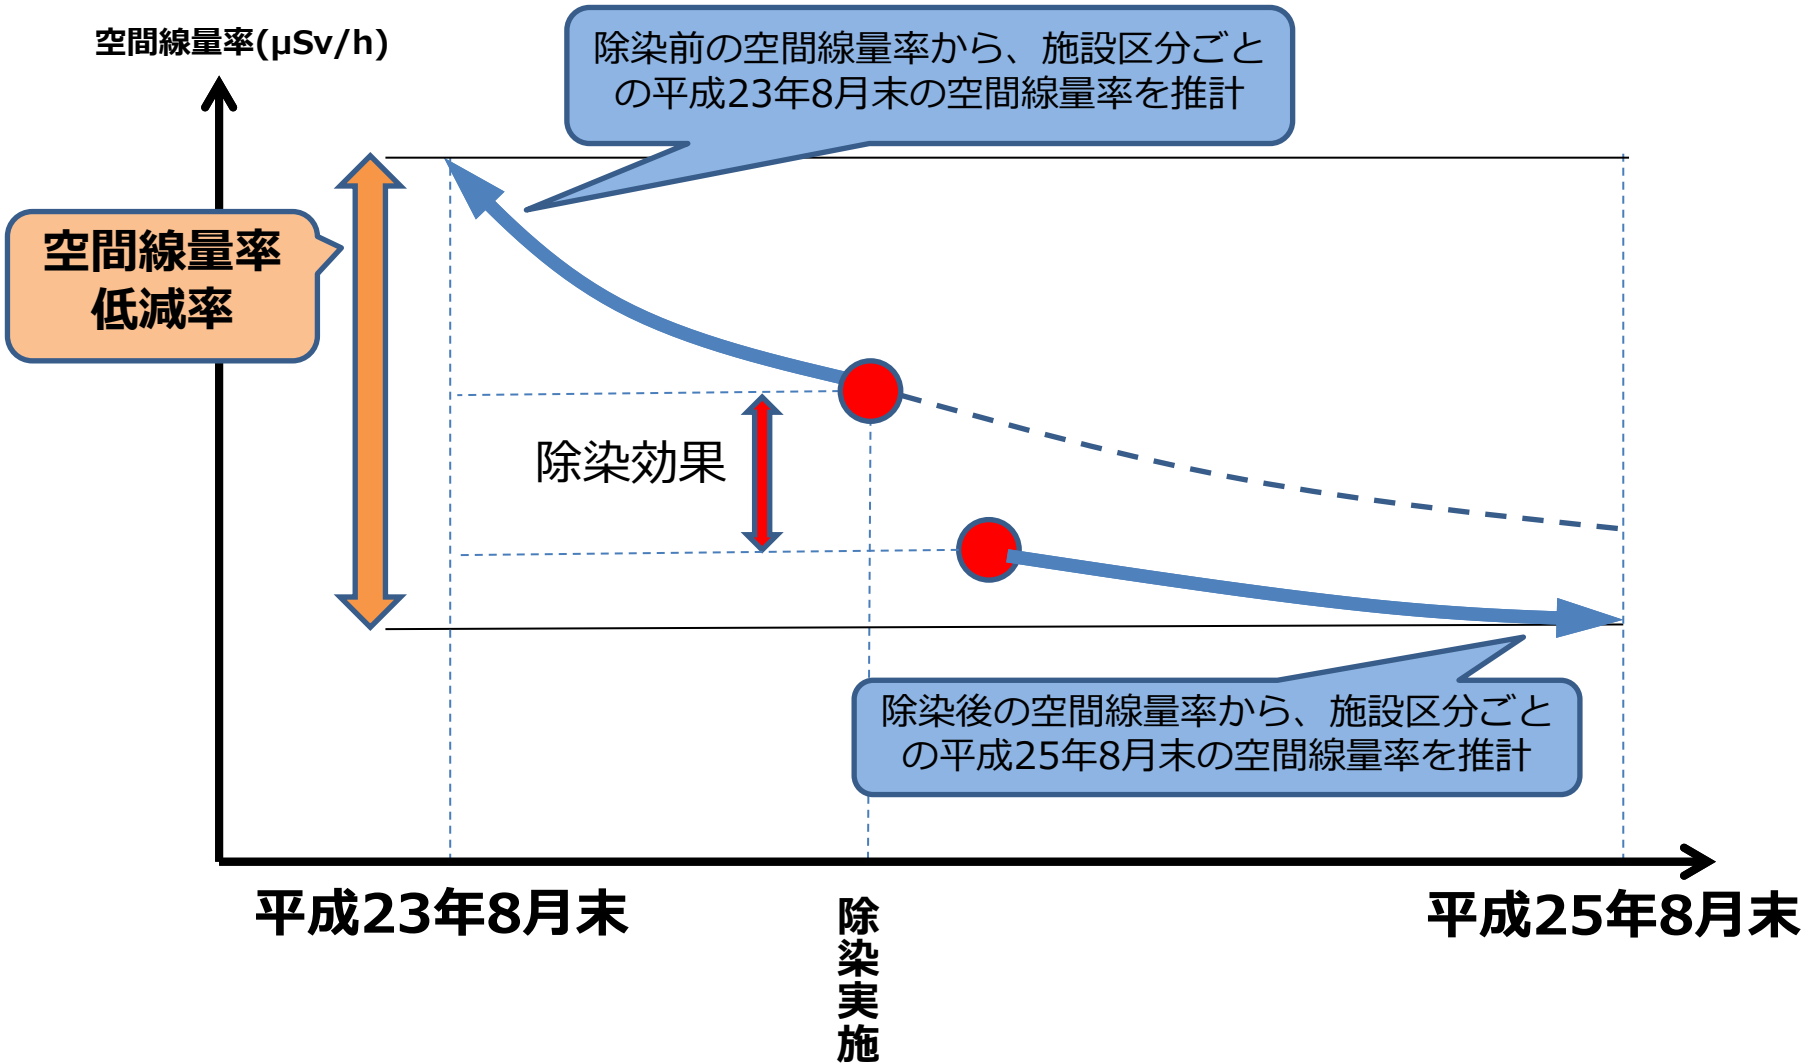 空間線量率(μSv/h)
除染前の空間線量率から、施設区分ごと
の平成23年8月末の空間線量率を推計
空間線量率
低減率
除染効果
除染後の空間線量率から、施設区分ごと
の平成25年8月末の空間線量率を推計
平成23年8月末
除染実施
平成25年8月末